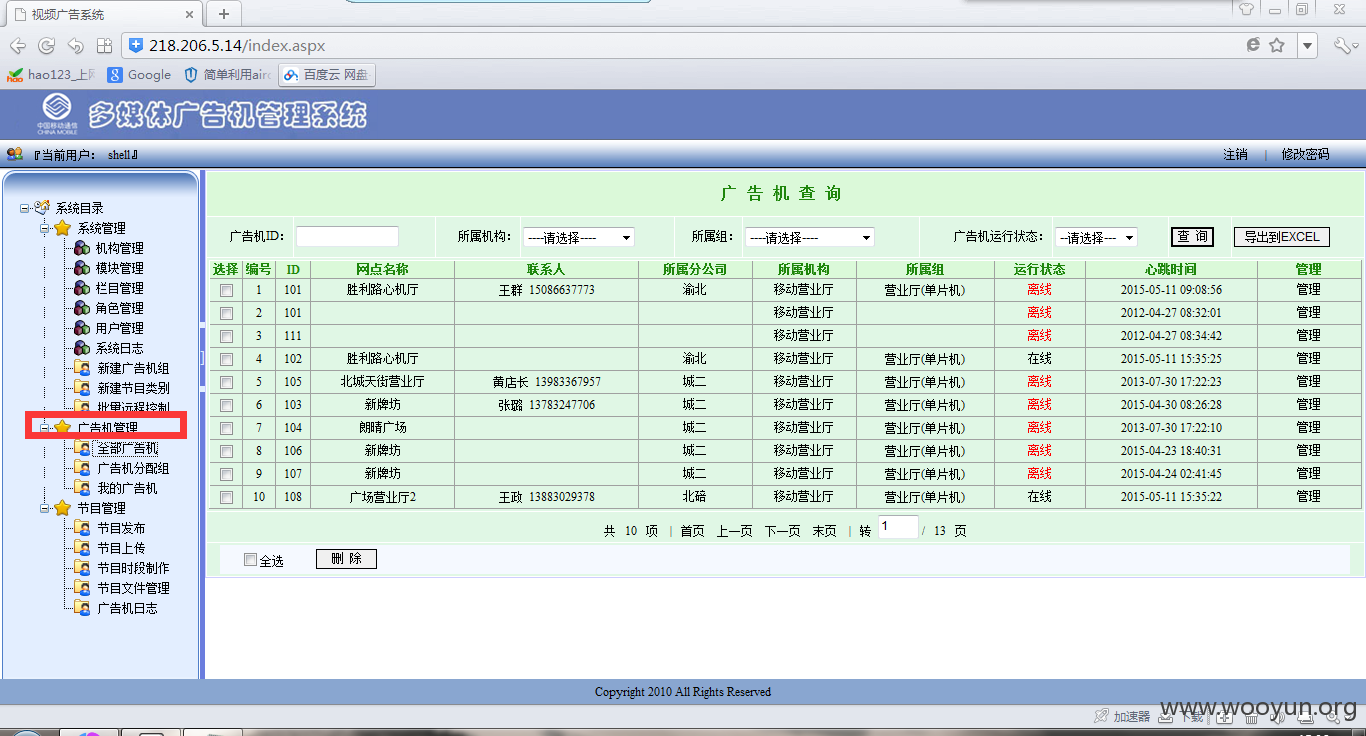 视频广告系统
218.206.5.14/index.aspx
hao123_上 Google 简单利用airc 百度云 网盘
中国移动通信 CHINA MOBILE 多媒体广告机管理系统
『当前用户： shell』 注销 | 修改密码
系统目录
系统管理
机构管理
模块管理
栏目管理
角色管理
用户管理
系统日志
新建广告机组
新建节目类别
批量远程控制
广告机管理
全部广告机
广告机分配组
我的广告机
节目管理
节目发布
节目上传
节目时段制作
节目文件管理
广告机日志
广 告 机 查 询
广告机ID： 所属机构： ----请选择---- 所属组： ----请选择---- 广告机运行状态： --请选择--- 查 询 导出到EXCEL
选择 编号 ID 网点名称 联系人 所属分公司 所属机构 所属组 运行状态 心跳时间 管理
1 101 胜利路心机厅 王群 15086637773 渝北 移动营业厅 营业厅(单片机) 离线 2015-05-11 09:08:56 管理
2 101 移动营业厅 离线 2012-04-27 08:32:01 管理
3 111 移动营业厅 离线 2012-04-27 08:34:42 管理
4 102 胜利路心机厅 渝北 移动营业厅 营业厅(单片机) 在线 2015-05-11 15:35:25 管理
5 105 北城天街营业厅 黄店长 13983367957 城二 移动营业厅 营业厅(单片机) 离线 2013-07-30 17:22:23 管理
6 103 新牌坊 张璐 13783247706 城二 移动营业厅 营业厅(单片机) 离线 2015-04-30 08:26:28 管理
7 104 朗晴广场 城二 移动营业厅 营业厅(单片机) 离线 2013-07-30 17:22:10 管理
8 106 新牌坊 城二 移动营业厅 营业厅(单片机) 离线 2015-04-23 18:40:31 管理
9 107 新牌坊 城二 移动营业厅 营业厅(单片机) 离线 2015-04-24 02:41:45 管理
10 108 广场营业厅2 王政 13883029378 北碚 移动营业厅 营业厅(单片机) 在线 2015-05-11 15:35:22 管理
共 10 项 | 首页 上一页 下一页 末页 | 转 1 / 13 页
全选 删 除
Copyright 2010 All Rights Reserved
加速器 下载
www.wooyun.org